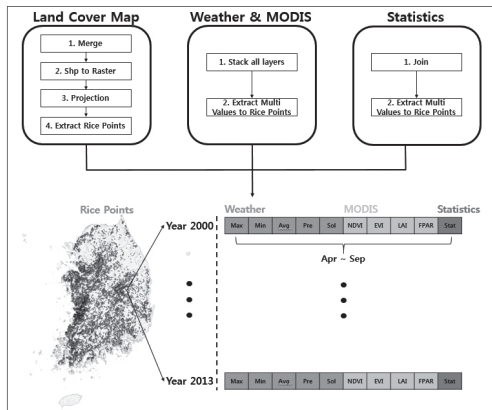 Land Cover Map
1. Merge
2. Shp to Raster
3. Projection
4. Extract Rice Points
Weather & MODIS
1. Stack all layers
2. Extract Multi
Values to Rice Points
Statistics
1. Join
2. Extract Multi
Values to Rice Points
Rice Points
Weather
MODIS
Statistics
Year 2000
Max Min Avg Pre Sol NDVI EVI LAI FPAR Stat
Apr ~ Sep
Year 2013
Max Min Avg Pre Sol NDVI EVI LAI FPAR Stat